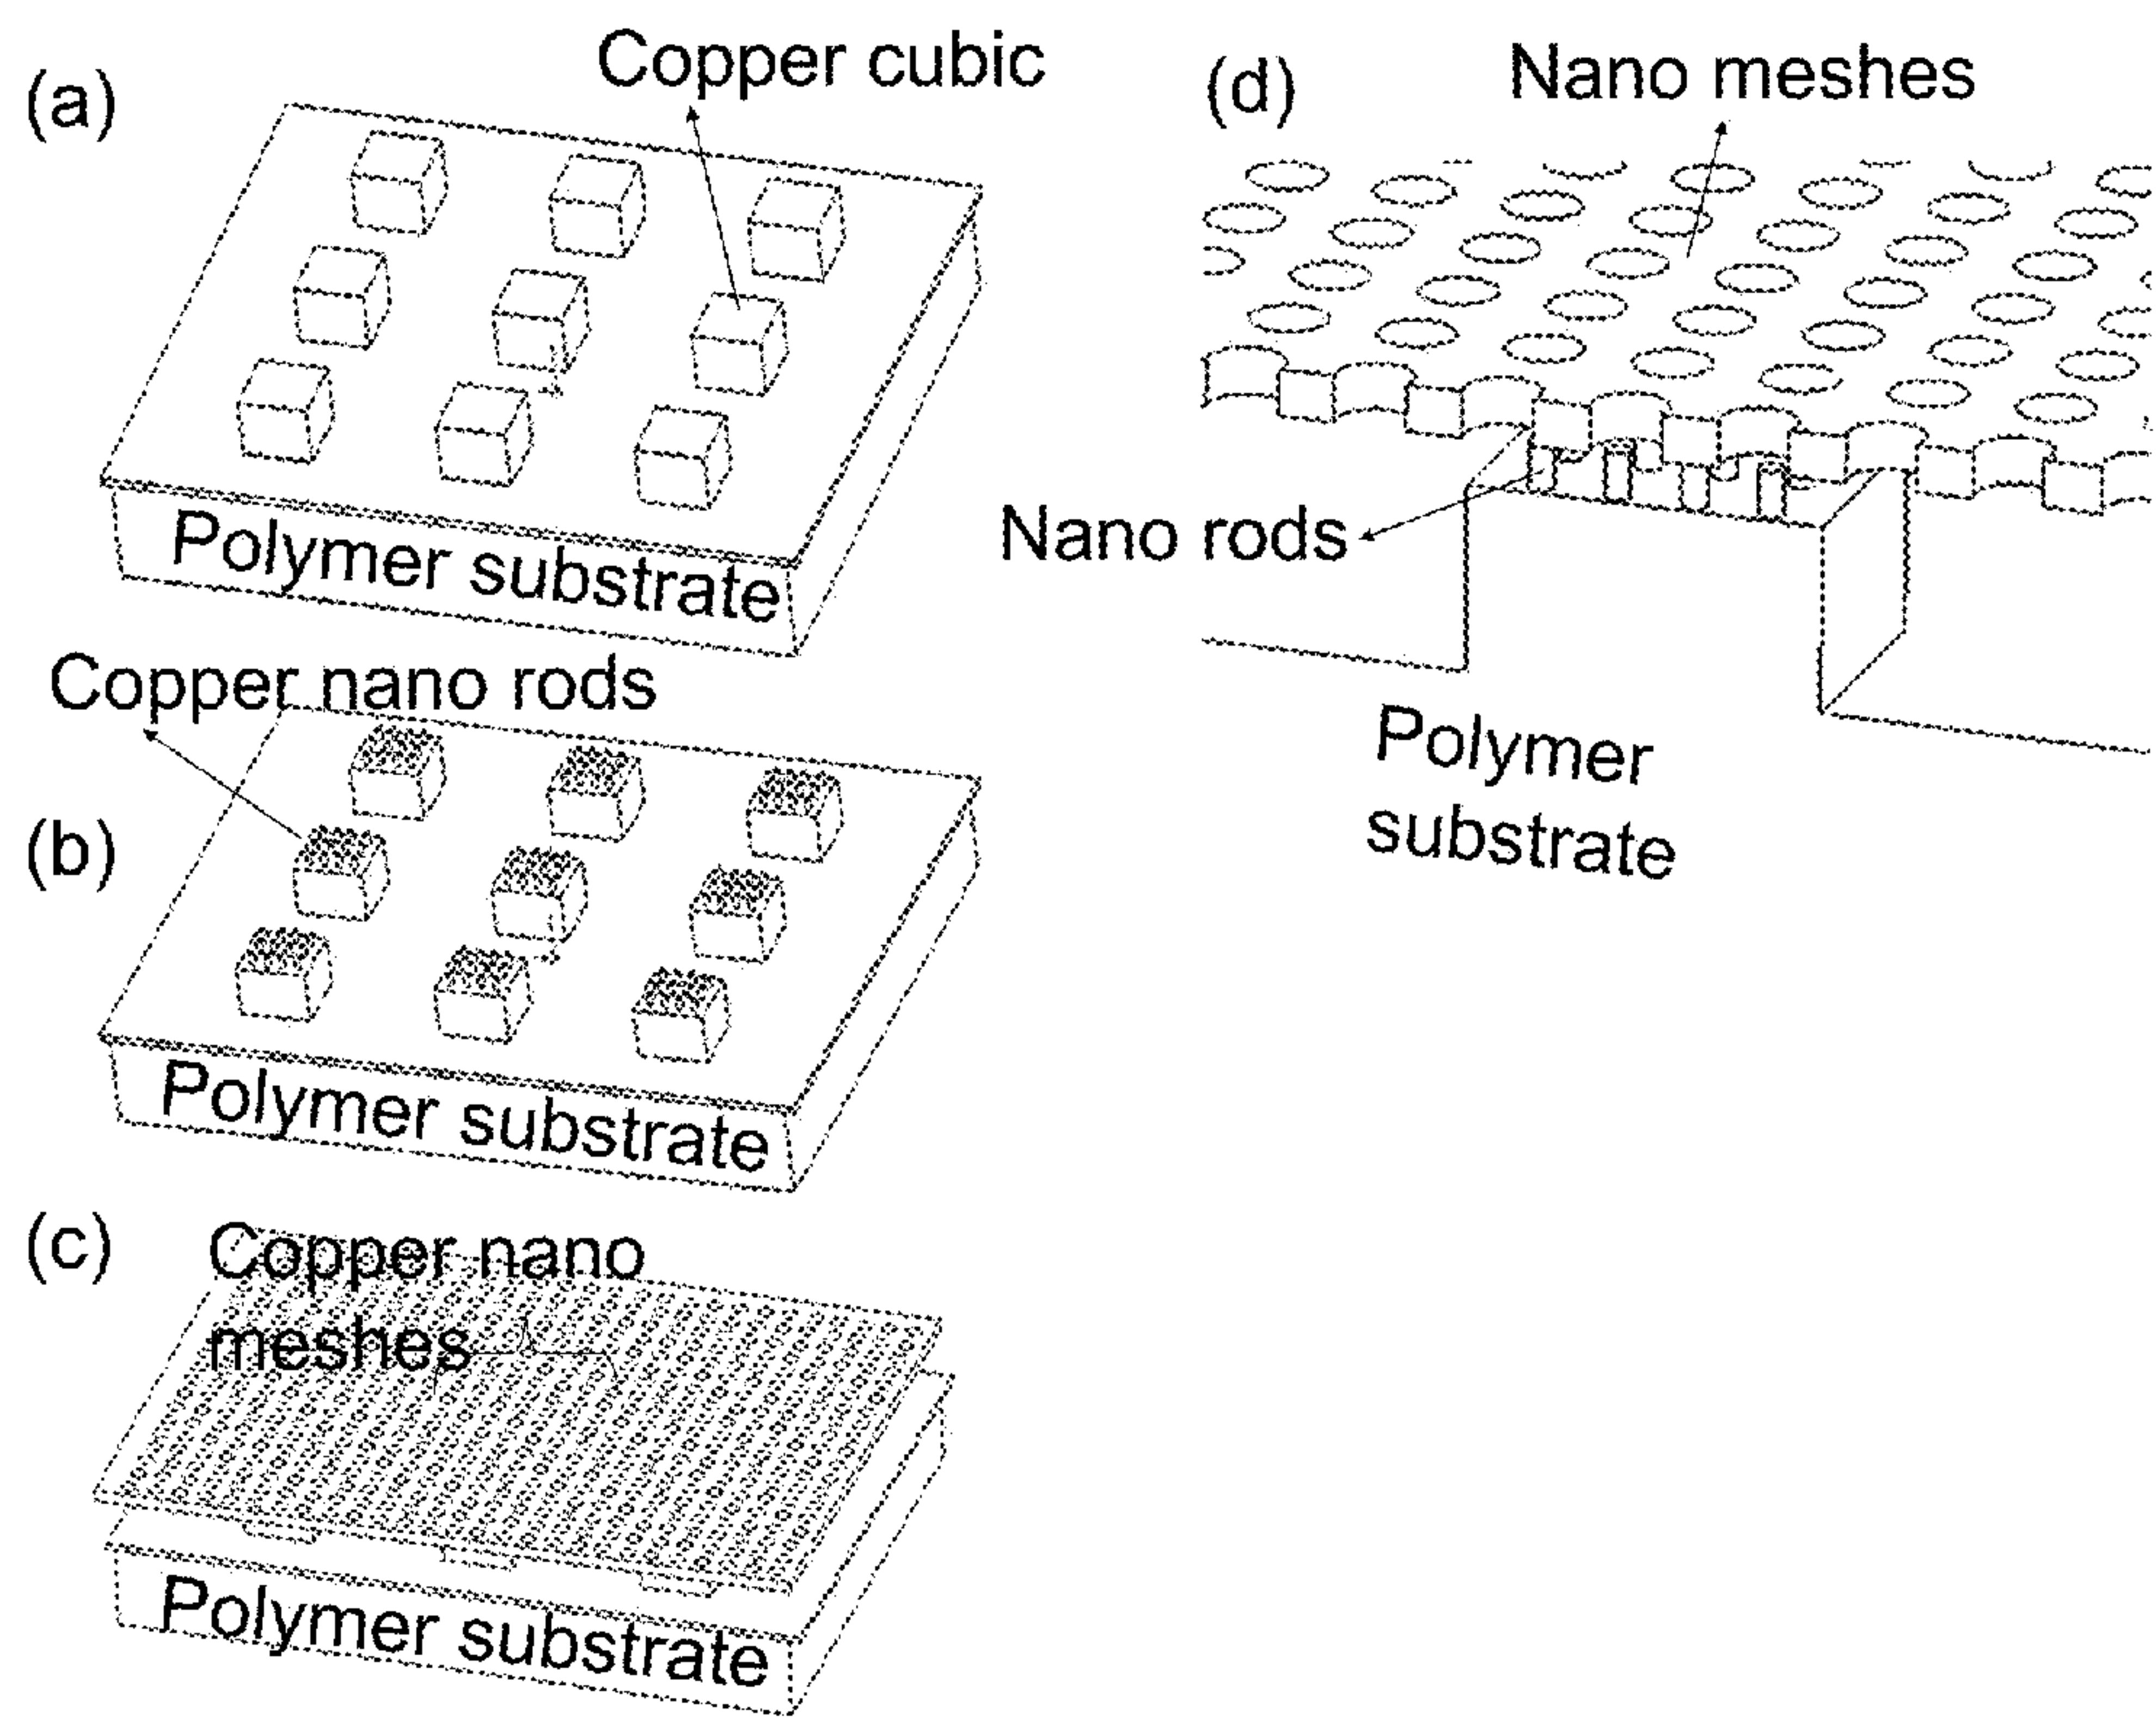 (a)
Copper cubic
Polymer substrate
Copper nano rods
(b)
Polymer substrate
(c)
Copper nano
meshes
Polymer substrate
(d)
Nano meshes
Nano rods
Polymer
substrate